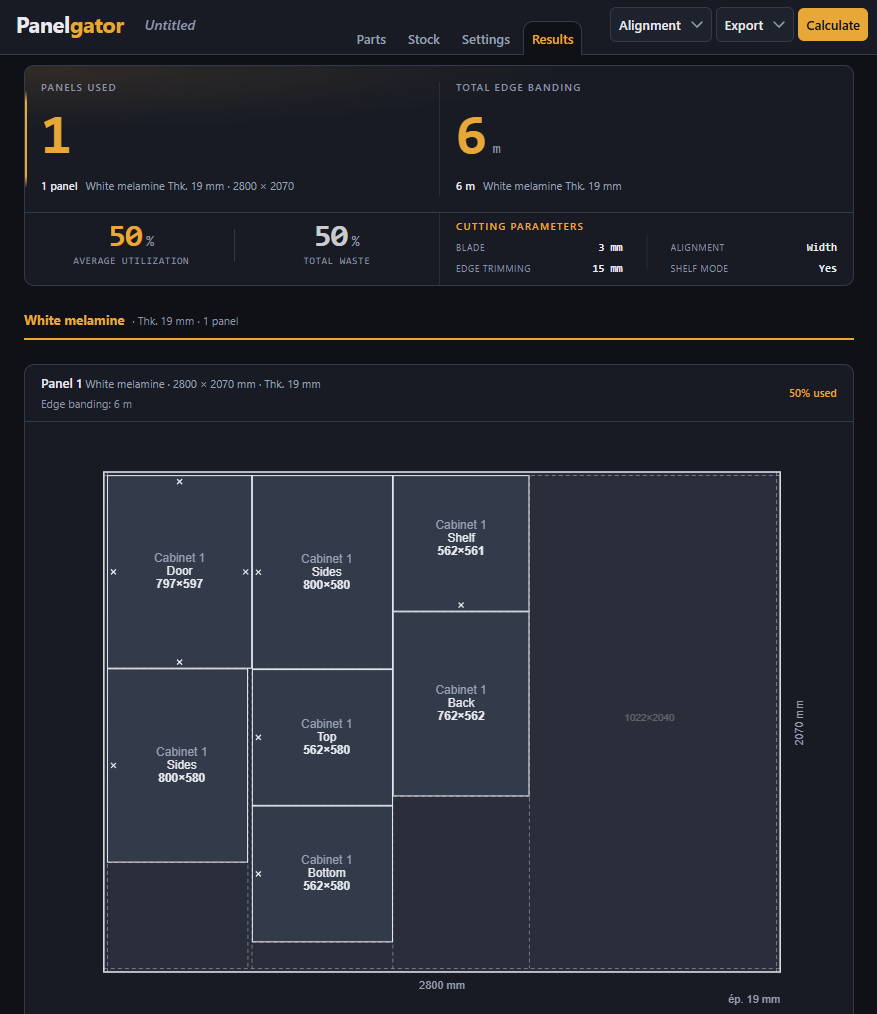 Panelgator Untitled Parts Stock Settings Results Alignment Export Calculate
PANELS USED
1
1 panel White melamine Thk. 19 mm · 2800 × 2070
TOTAL EDGE BANDING
6 m
6 m White melamine Thk. 19 mm
50 %
AVERAGE UTILIZATION
50 %
TOTAL WASTE
CUTTING PARAMETERS
BLADE 3 mm
EDGE TRIMMING 15 mm
ALIGNMENT Width
SHELF MODE Yes
White melamine · Thk. 19 mm · 1 panel
Panel 1 White melamine · 2800 × 2070 mm · Thk. 19 mm
Edge banding: 6 m
50% used
Cabinet 1
Door
797×597
Cabinet 1
Sides
800×580
Cabinet 1
Shelf
562×561
Cabinet 1
Back
762×562
1022×2040
2070 mm
Cabinet 1
Sides
800×580
Cabinet 1
Top
562×580
Cabinet 1
Bottom
562×580
2800 mm
ép. 19 mm